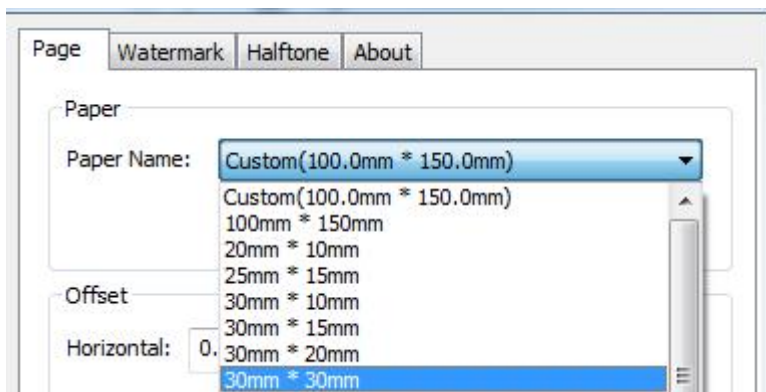 Page Watermark Halftone About
Paper
Paper Name: Custom(100.0mm * 150.0mm)
Custom(100.0mm * 150.0mm)
100mm * 150mm
20mm * 10mm
25mm * 15mm
30mm * 10mm
Offset
30mm * 15mm
Horizontal: 0.
30mm * 20mm
30mm * 30mm